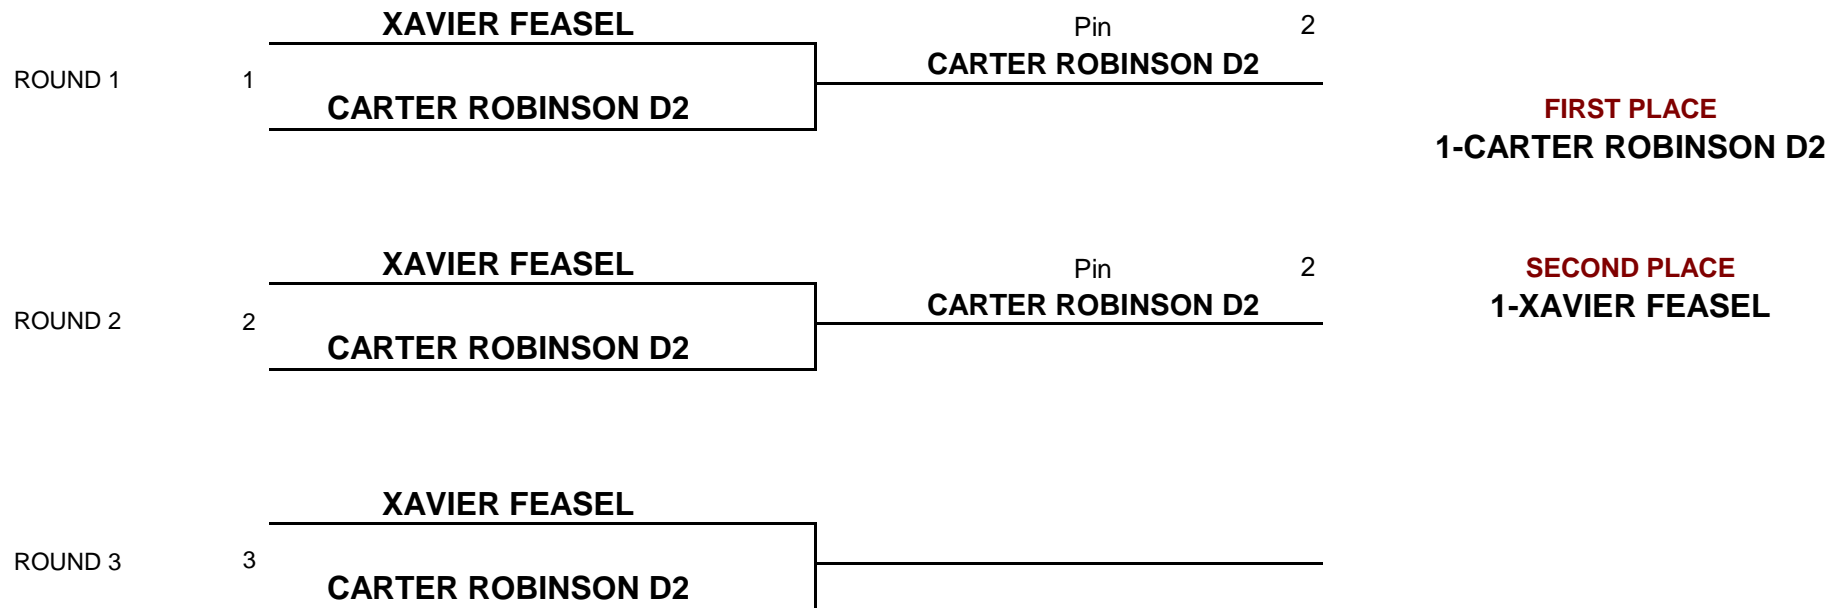 XAVIER FEASEL
Pin 2
CARTER ROBINSON D2
ROUND 1 1
CARTER ROBINSON D2
FIRST PLACE
1-CARTER ROBINSON D2
XAVIER FEASEL
Pin 2
SECOND PLACE
CARTER ROBINSON D2
1-XAVIER FEASEL
ROUND 2 2
CARTER ROBINSON D2
XAVIER FEASEL
ROUND 3 3
CARTER ROBINSON D2